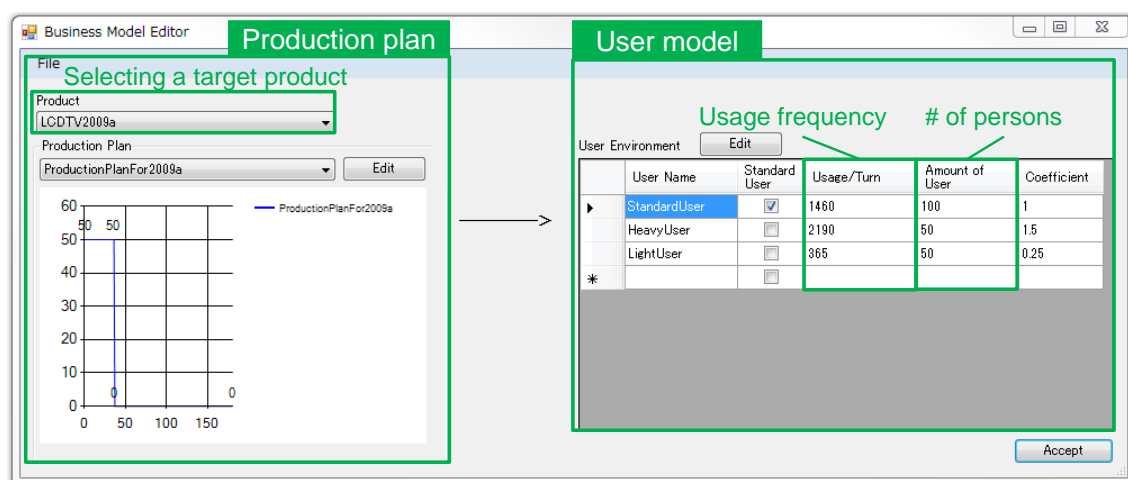 Business Model Editor
Production plan
User model
File
Selecting a target product
Product
LCDTV2009a
Production Plan
ProductionPlanFor2009a
Edit
60
50
40
30
20
10
0
50 50
0
0
0 50 100 150
ProductionPlanFor2009a
Usage frequency
# of persons
User Environment
Edit
User Name Standard User Usage/Turn Amount of User Coefficient
StandardUser 1460 100 1
HeavyUser 2190 50 1.5
LightUser 365 50 0.25
Accept